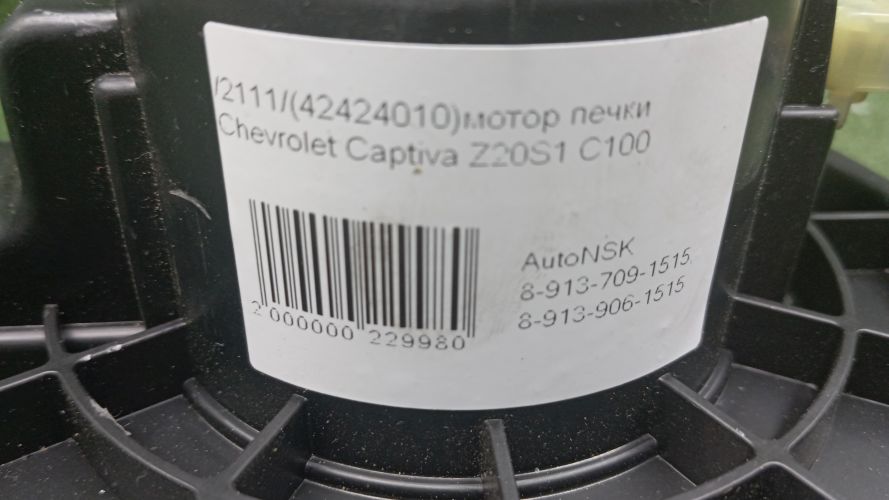 /2111/(42424010)мотор печки
Chevrolet Captiva Z20S1 C100
AutoNSK
8-913-709-1515
8-913-906-1515
2 000000 229980